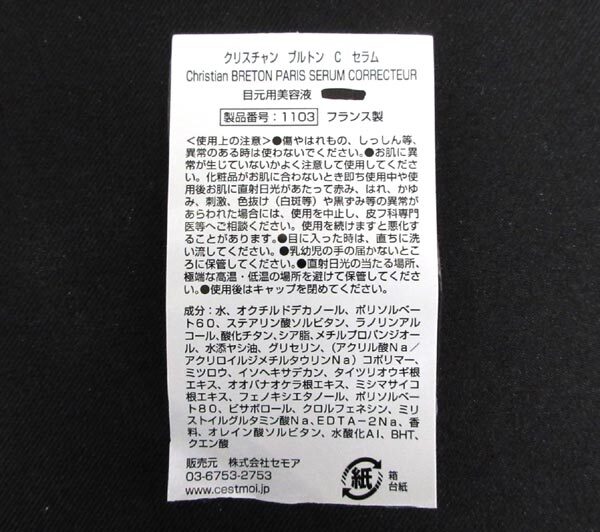 クリスチャン ブルトン C セラム
Christian BRETON PARIS SERUM CORRECTEUR
目元用美容液
製品番号：1103 フランス製
＜使用上の注意＞●傷やはれもの、しっしん等、
異常のある時は使わないでください。●お肌に異
常が生じていないかよく注意して使用してくださ
い。化粧品がお肌に合わないとき即ち使用中や使
用後お肌に直射日光があたって赤み、はれ、かゆ
み、刺激、色抜け（白斑等）や黒ずみ等の異常が
あらわれた場合には、使用を中止し、皮フ科専門
医等へご相談ください。使用を続けますと悪化す
ることがあります。●目に入った時は、直ちに洗
い流してください。●乳幼児の手の届かないとこ
ろに保管してください。●直射日光の当たる場所、
極端な高温・低温の場所を避けて保管してくださ
い。●使用後はキャップを閉めてください。
成分：水、オクチルドデカノール、ポリソルベー
ト60、ステアリン酸ソルビタン、ラノリンアル
コール、酸化チタン、シア脂、メチルプロパンジオー
ル、水添ヤシ油、グリセリン、（アクリル酸Na／
アクリロイルジメチルタウリンNa）コポリマー、
ミツロウ、イソヘキサデカン、タイツリオウギ根
エキス、オオバナオケラ根エキス、ミシマサイコ
根エキス、フェノキシエタノール、ポリソルベー
ト80、ビサボロール、クロルフェネシン、ミリ
ストイルグルタミン酸Na、EDTA－2Na、香
料、オレイン酸ソルビタン、水酸化Al、BHT、
クエン酸
販売元 株式会社セモア
03-6753-2753
www.cestmoi.jp
紙
箱
台紙